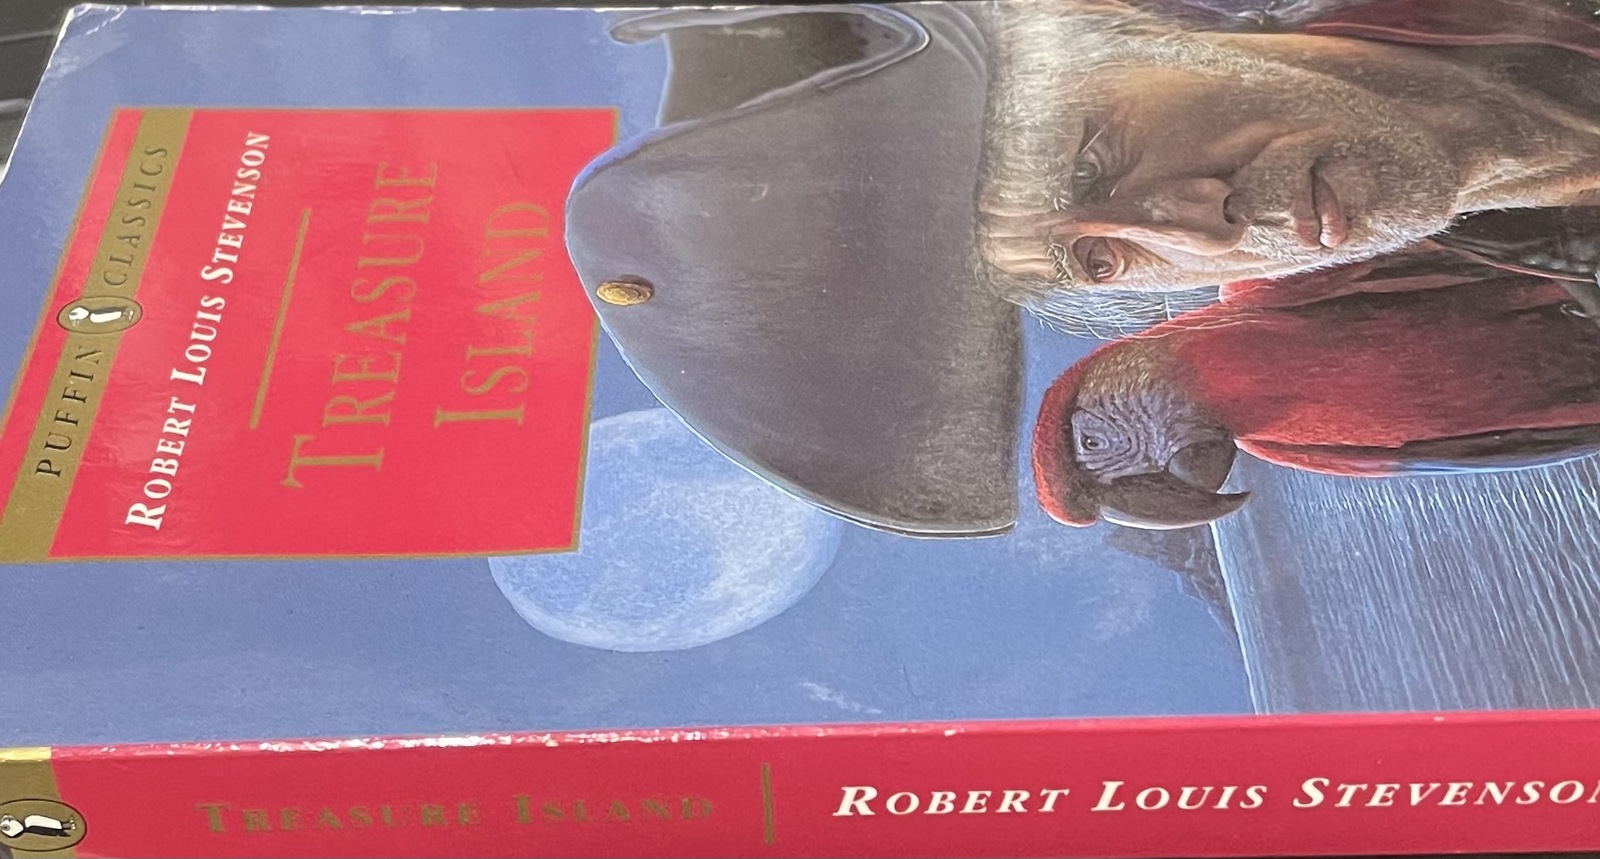 PUFFIN CLASSICS
ROBERT LOUIS STEVENSON
TREASURE
ISLAND
TREASURE ISLAND ROBERT LOUIS STEVENSON